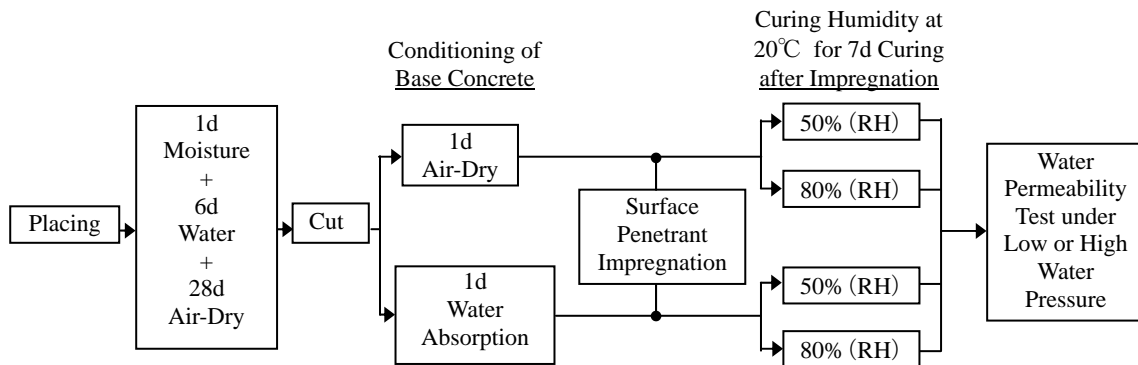 Conditioning of
Base Concrete
Curing Humidity at
20℃ for 7d Curing
after Impregnation
Placing
1d
Moisture
+
6d
Water
+
28d
Air-Dry
Cut
1d
Air-Dry
1d
Water
Absorption
Surface
Penetrant
Impregnation
50%（RH）
80%（RH）
50%（RH）
80%（RH）
Water
Permeability
Test under
Low or High
Water
Pressure